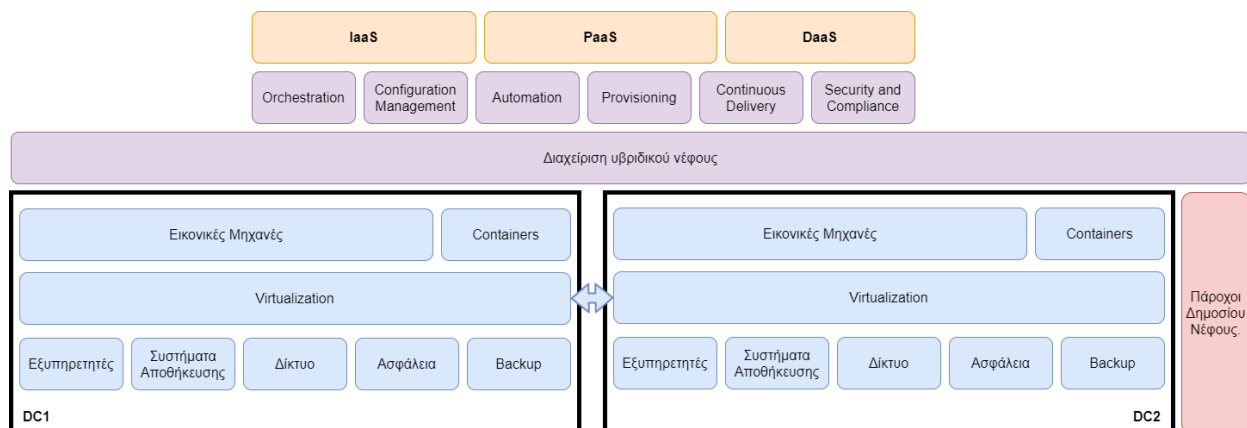 IaaS
PaaS
DaaS
Orchestration
Configuration
Management
Automation
Provisioning
Continuous
Delivery
Security and
Compliance
Διαχείριση υβριδικού νέφους
Εικονικές Μηχανές
Containers
Virtualization
Εξυπηρετητές
Συστήματα
Αποθήκευσης
Δίκτυο
Ασφάλεια
Backup
DC1
Εικονικές Μηχανές
Containers
Virtualization
Εξυπηρετητές
Συστήματα
Αποθήκευσης
Δίκτυο
Ασφάλεια
Backup
DC2
Πάροχοι
Δημοσίου
Νέφους.